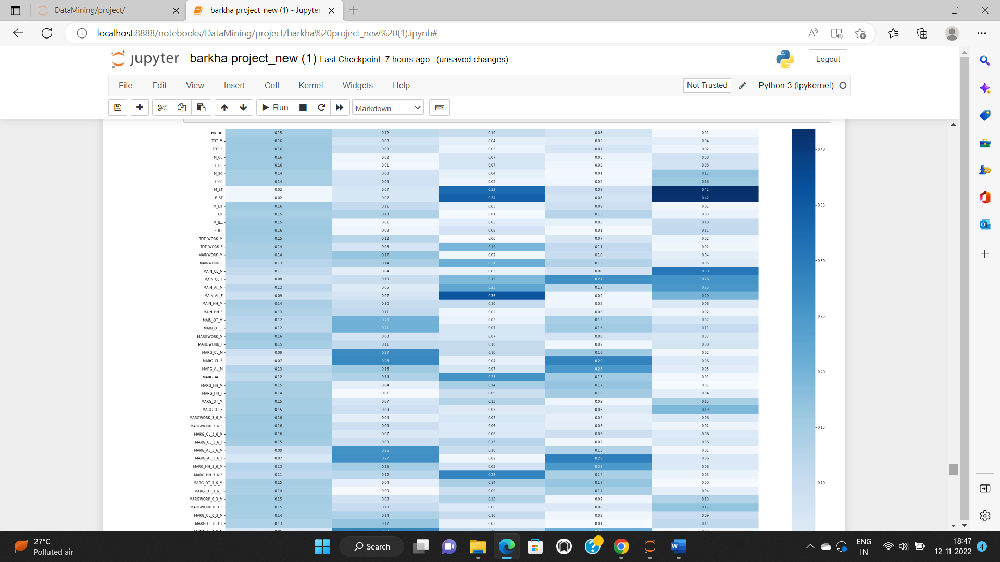 DataMining/project/
barkha project_new (1) - Jupyter
localhost:8888/notebooks/DataMining/project/barkha%20project_new%20(1).ipynb#
jupyter barkha project_new (1) Last Checkpoint: 7 hours ago (unsaved changes) Logout
File Edit View Insert Cell Kernel Widgets Help Not Trusted Python 3 (ipykernel)
Run Markdown
No_HH 0.15 0.12 0.10 0.08 0.01
TOT_M 0.16 0.08 0.04 0.05 0.04
TOT_F 0.16 0.09 0.03 0.07 0.02
M_06 0.16 0.02 0.07 0.03 0.08
F_06 0.16 0.01 0.07 0.02 0.08
M_SC 0.14 0.08 0.04 0.01 0.17
F_SC 0.14 0.09 0.02 0.02 0.16
M_ST 0.02 0.07 0.32 0.09 0.42
F_ST 0.02 0.07 0.34 0.08 0.42
M_LIT 0.16 0.11 0.03 0.09 0.01
F_LIT 0.15 0.13 0.01 0.13 0.03
M_ILL 0.15 0.01 0.05 0.03 0.10
F_ILL 0.16 0.02 0.08 0.01 0.11
TOT_WORK_M 0.15 0.12 0.00 0.07 0.02
TOT_WORK_F 0.14 0.08 0.19 0.11 0.02
MAINWORK_M 0.14 0.17 0.02 0.10 0.04
MAINWORK_F 0.13 0.14 0.21 0.13 0.05
MAIN_CL_M 0.11 0.04 0.03 0.08 0.30
MAIN_CL_F 0.08 0.10 0.19 0.27 0.26
MAIN_AL_M 0.12 0.05 0.23 0.12 0.25
MAIN_AL_F 0.09 0.07 0.36 0.02 0.20
MAIN_HH_M 0.14 0.10 0.10 0.02 0.06
MAIN_HH_F 0.13 0.11 0.02 0.05 0.02
MAIN_OT_M 0.12 0.20 0.03 0.15 0.07
MAIN_OT_F 0.12 0.21 0.07 0.16 0.11
MARGWORK_M 0.16 0.08 0.07 0.08 0.07
MARGWORK_F 0.15 0.11 0.10 0.02 0.08
MARG_CL_M 0.09 0.27 0.10 0.16 0.02
MARG_CL_F 0.07 0.28 0.04 0.29 0.06
MARG_AL_M 0.13 0.16 0.07 0.25 0.05
MARG_AL_F 0.12 0.14 0.26 0.15 0.01
MARG_HH_M 0.15 0.04 0.14 0.17 0.01
MARG_HH_F 0.14 0.01 0.09 0.15 0.04
MARG_OT_M 0.15 0.07 0.13 0.02 0.15
MARG_OT_F 0.15 0.09 0.05 0.06 0.19
MARGWORK_3_6_M 0.16 0.04 0.07 0.04 0.06
MARGWORK_3_6_F 0.16 0.09 0.06 0.05 0.02
MARG_CL_3_6_M 0.16 0.07 0.06 0.09 0.06
MARG_CL_3_6_F 0.15 0.09 0.13 0.02 0.06
MARG_AL_3_6_M 0.09 0.26 0.10 0.13 0.01
MARG_AL_3_6_F 0.07 0.27 0.02 0.29 0.06
MARG_HH_3_6_M 0.13 0.15 0.08 0.25 0.06
MARG_HH_3_6_F 0.11 0.12 0.28 0.14 0.03
MARG_OT_3_6_M 0.15 0.04 0.14 0.17 0.00
MARG_OT_3_6_F 0.14 0.00 0.09 0.14 0.04
MARGWORK_0_3_M 0.15 0.08 0.13 0.02 0.13
MARGWORK_0_3_F 0.15 0.10 0.06 0.06 0.17
MARG_CL_0_3_M 0.14 0.14 0.10 0.02 0.09
MARG_CL_0_3_F 0.13 0.17 0.03 0.01 0.11
0.40
0.35
0.30
0.25
0.20
0.15
0.10
27°C
Polluted air
Search
ENG
IN
18:47
12-11-2022
4